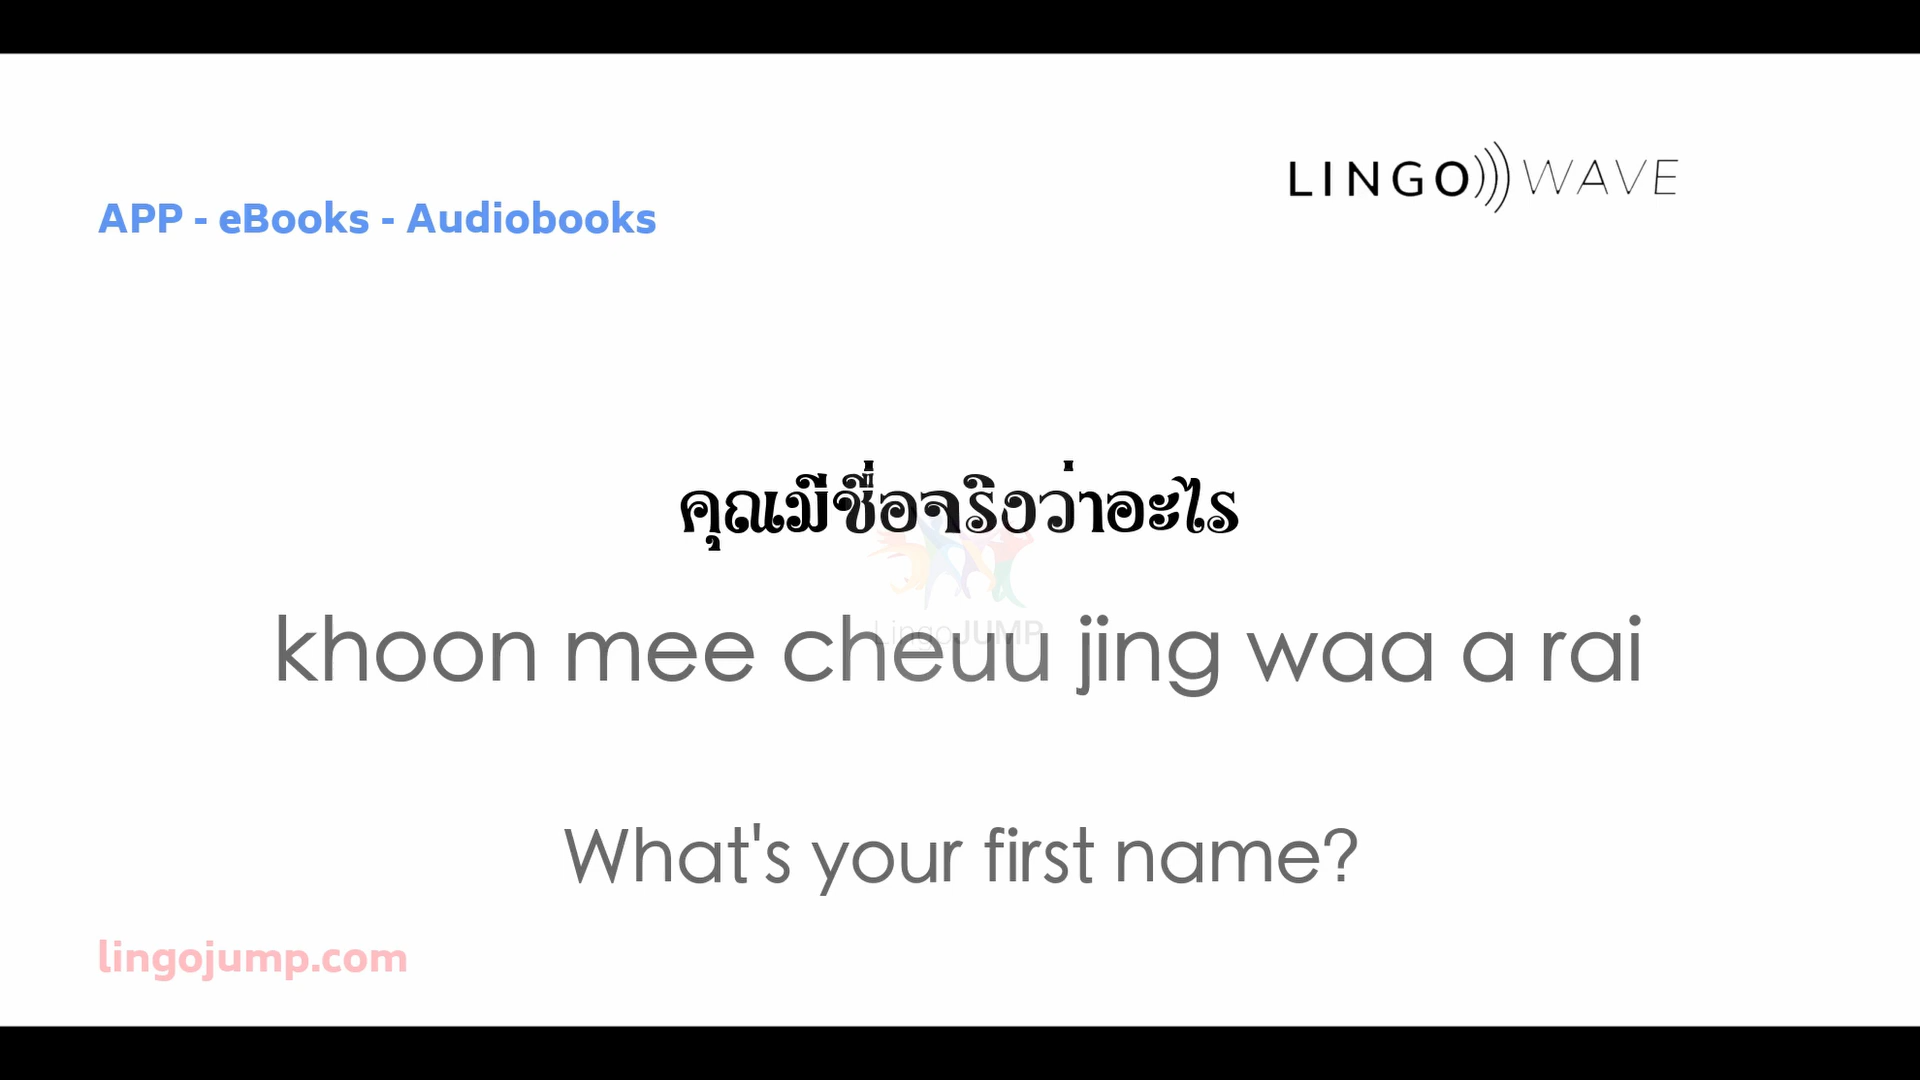 LINGO WAVE
APP - eBooks - Audiobooks
คุณมีชื่อจริงว่าอะไร
LingoJUMP
khoon mee cheuu jing waa a rai
What's your first name?
lingojump.com